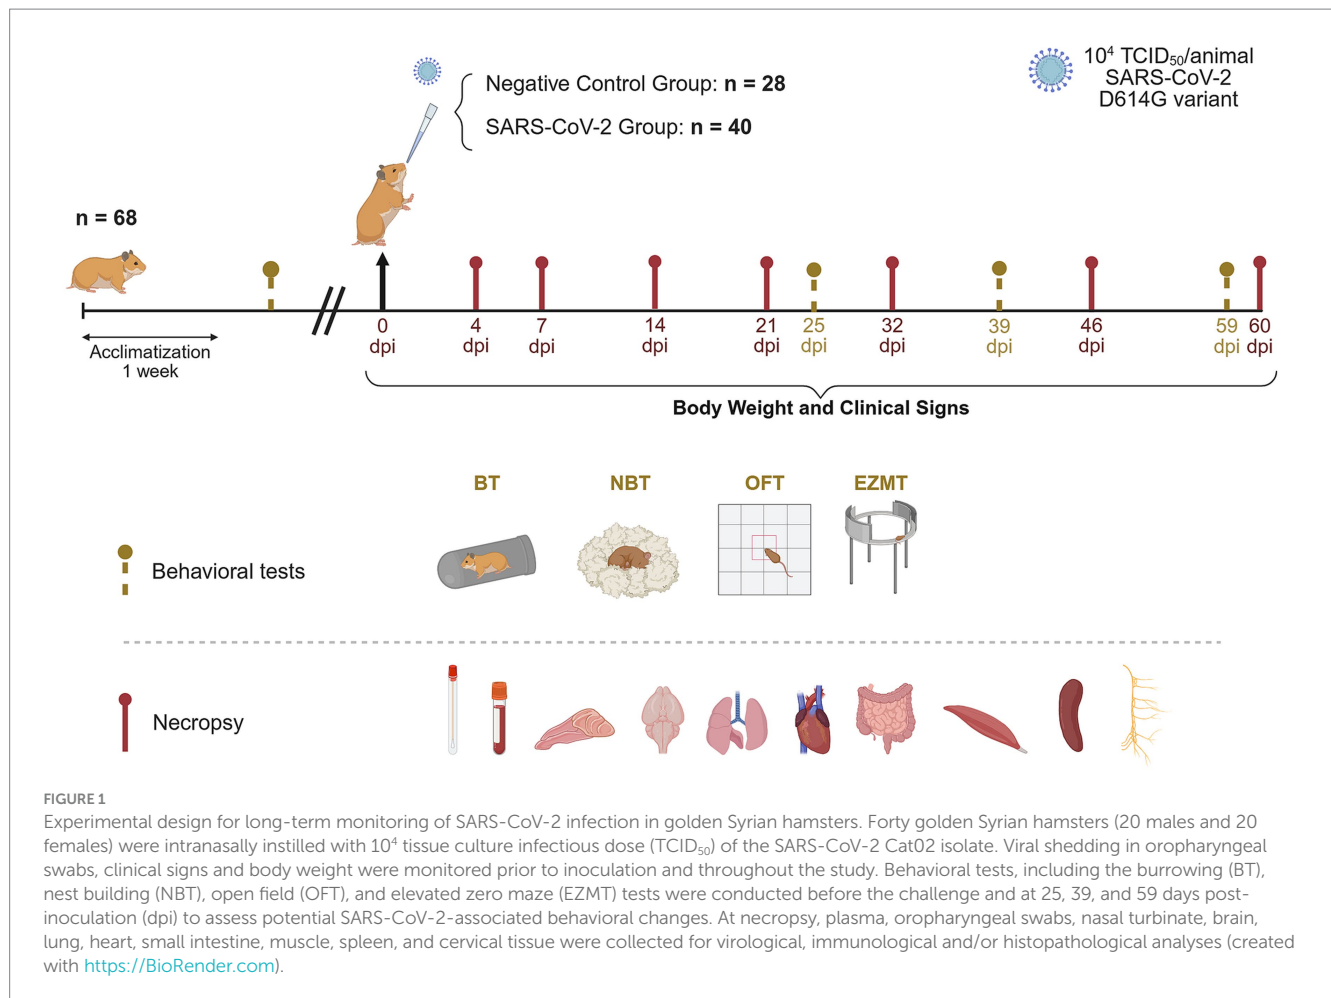 10⁴ TCID₅₀/animal
SARS-CoV-2
D614G variant
Negative Control Group: n = 28
SARS-CoV-2 Group: n = 40
n = 68
Acclimatization
1 week
0 dpi
4 dpi
7 dpi
14 dpi
21 dpi
25 dpi
32 dpi
39 dpi
46 dpi
59 dpi
60 dpi
Body Weight and Clinical Signs
BT NBT OFT EZMT
Behavioral tests
Necropsy
FIGURE 1
Experimental design for long-term monitoring of SARS-CoV-2 infection in golden Syrian hamsters. Forty golden Syrian hamsters (20 males and 20
females) were intranasally instilled with 10⁴ tissue culture infectious dose (TCID₅₀) of the SARS-CoV-2 Cat02 isolate. Viral shedding in oropharyngeal
swabs, clinical signs and body weight were monitored prior to inoculation and throughout the study. Behavioral tests, including the burrowing (BT),
nest building (NBT), open field (OFT), and elevated zero maze (EZMT) tests were conducted before the challenge and at 25, 39, and 59 days post-
inoculation (dpi) to assess potential SARS-CoV-2-associated behavioral changes. At necropsy, plasma, oropharyngeal swabs, nasal turbinate, brain,
lung, heart, small intestine, muscle, spleen, and cervical tissue were collected for virological, immunological and/or histopathological analyses (created
with https://BioRender.com).